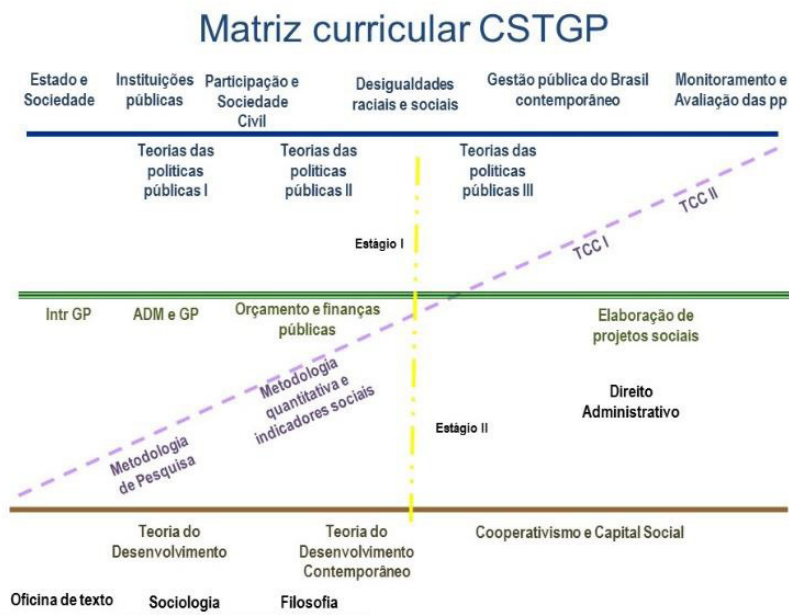 Matriz curricular CSTGP
Estado e
Sociedade
Instituições
públicas
Participação e
Sociedade
Civil
Desigualdades
raciais e sociais
Gestão pública do Brasil
contemporâneo
Monitoramento e
Avaliação das pp
Teorias das
políticas
públicas I
Teorias das
políticas
públicas II
Teorias das
políticas
públicas III
TCC II
TCC I
Estágio I
Intr GP
ADM e GP
Orçamento e finanças
públicas
Elaboração de
projetos sociais
Metodologia
quantitativa e
indicadores sociais
Direito
Administrativo
Estágio II
Metodologia
de Pesquisa
Teoria do
Desenvolvimento
Teoria do
Desenvolvimento
Contemporâneo
Cooperativismo e Capital Social
Oficina de texto
Sociologia
Filosofia